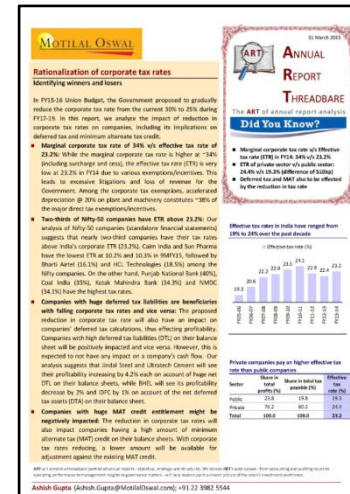 31 March 2015
MOTILAL OSWAL
Rationalization of corporate tax rates
Identifying winners and losers
In FY15-16 Union Budget, the Government proposed to gradually
reduce the corporate tax rate from the current 30% to 25% during
FY17-19. In this report, we analyze the impact of reduction in
corporate tax rates on companies, including its implications on
deferred tax and minimum alternate tax credit.
Marginal corporate tax rate of 34% v/s effective tax rate of
23.2%: While the marginal corporate tax rate is higher at ~34%
(including surcharge and cess), the effective tax rate (ETR) is very
low at 23.2% in FY14 due to various exemptions/incentives. This
leads to excessive litigations and loss of revenue for the
Government. Among the corporate tax exemptions, accelerated
depreciation @ 20% on plant and machinery constitutes ~38% of
the major direct tax exemptions/incentives.
Two-thirds of Nifty-50 companies have ETR above 23.2%: Our
analysis of Nifty-50 companies (standalone financial statements)
suggests that nearly two-third companies have their tax rates
above India's corporate ETR (23.2%). Cairn India and Sun Pharma
have the lowest ETR at 10.2% and 10.3% in 9MFY15, followed by
Bharti Airtel (16.1%) and HCL Technologies (18.5%) among the
Nifty companies. On the other hand, Punjab National Bank (40%),
Coal India (35%), Kotak Mahindra Bank (34.3%) and NMDC
(34.1%) have the highest tax rates.
Companies with huge deferred tax liabilities are beneficiaries
with falling corporate tax rates and vice versa: The proposed
reduction in corporate tax rate will also have an impact on
companies' deferred tax calculations, thus effecting profitability.
Companies with high deferred tax liabilities (DTL) on their balance
sheet will be positively impacted and vice versa. However, this is
expected to not have any impact on a company's cash flow. Our
analysis suggests that Jindal Steel and Ultratech Cement will see
their profitability increasing by 4.2% each on account of huge net
DTL on their balance sheets, while BHEL will see its profitability
decrease by 2% and IDFC by 1% on account of the net deferred
tax assets (DTA) on their balance sheet.
Companies with huge MAT credit entitlement might be
negatively impacted: The reduction in corporate tax rates will
also impact companies having a high amount of minimum
alternate tax (MAT) credit on their balance sheets. With corporate
tax rates reducing, a lower amount will be available for
adjustment against the existing MAT credit.
ART
ANNUAL
REPORT
THREADBARE
The ART of annual report analysis
Did You Know?
Marginal corporate tax rate v/s Effective
tax rate (ETR) in FY14: 34% v/s 23.2%
ETR of private sector v/s public sector:
24.4% v/s 19.3% (difference of 510bp)
Deferred tax and MAT also to be effected
by the reduction in tax rate
Effective tax rates in India have ranged from
19% to 24% over the past decade
Effective tax rate (%)
19.3 20.6 22.2 22.8 23.5 24.1 22.9 22.4 23.2
FY05-06 FY06-07 FY07-08 FY08-09 FY09-10 FY10-11 FY11-12 FY12-13 FY13-14
Private companies pay an higher effective tax
rate than public companies
Sector Share in total profits (%) Share in total tax payable (%) Effective tax rate (%)
Public 23.8 19.8 19.3
Private 76.2 80.2 24.4
Total 100.0 100.0 23.2
Ashish Gupta (Ashish.Gupta@MotilalOswal.com); +91 22 3982 5544